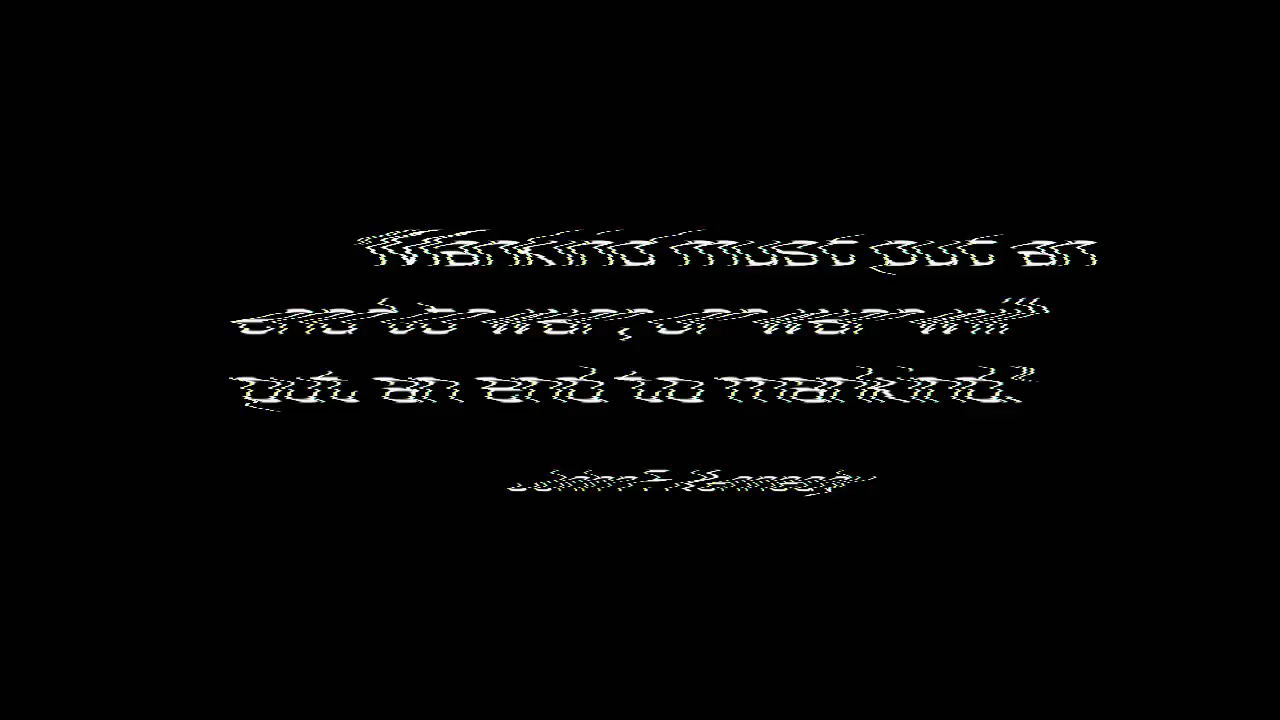 "Mankind must put an
end to war, or war will
put an end to mankind."
John F. Kennedy